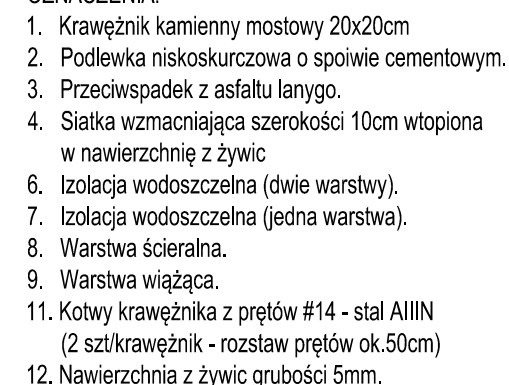 OZNACZENIA:
1. Krawężnik kamienny mostowy 20x20cm
2. Podlewka niskoskurczowa o spoiwie cementowym.
3. Przeciwspadek z asfaltu lanygo.
4. Siatka wzmacniająca szerokości 10cm wtopiona
w nawierzchnię z żywic
6. Izolacja wodoszczelna (dwie warstwy).
7. Izolacja wodoszczelna (jedna warstwa).
8. Warstwa ścieralna.
9. Warstwa wiążąca.
11. Kotwy krawężnika z prętów #14 - stal AIIIN
(2 szt/krawężnik - rozstaw prętów ok.50cm)
12. Nawierzchnia z żywic grubości 5mm.